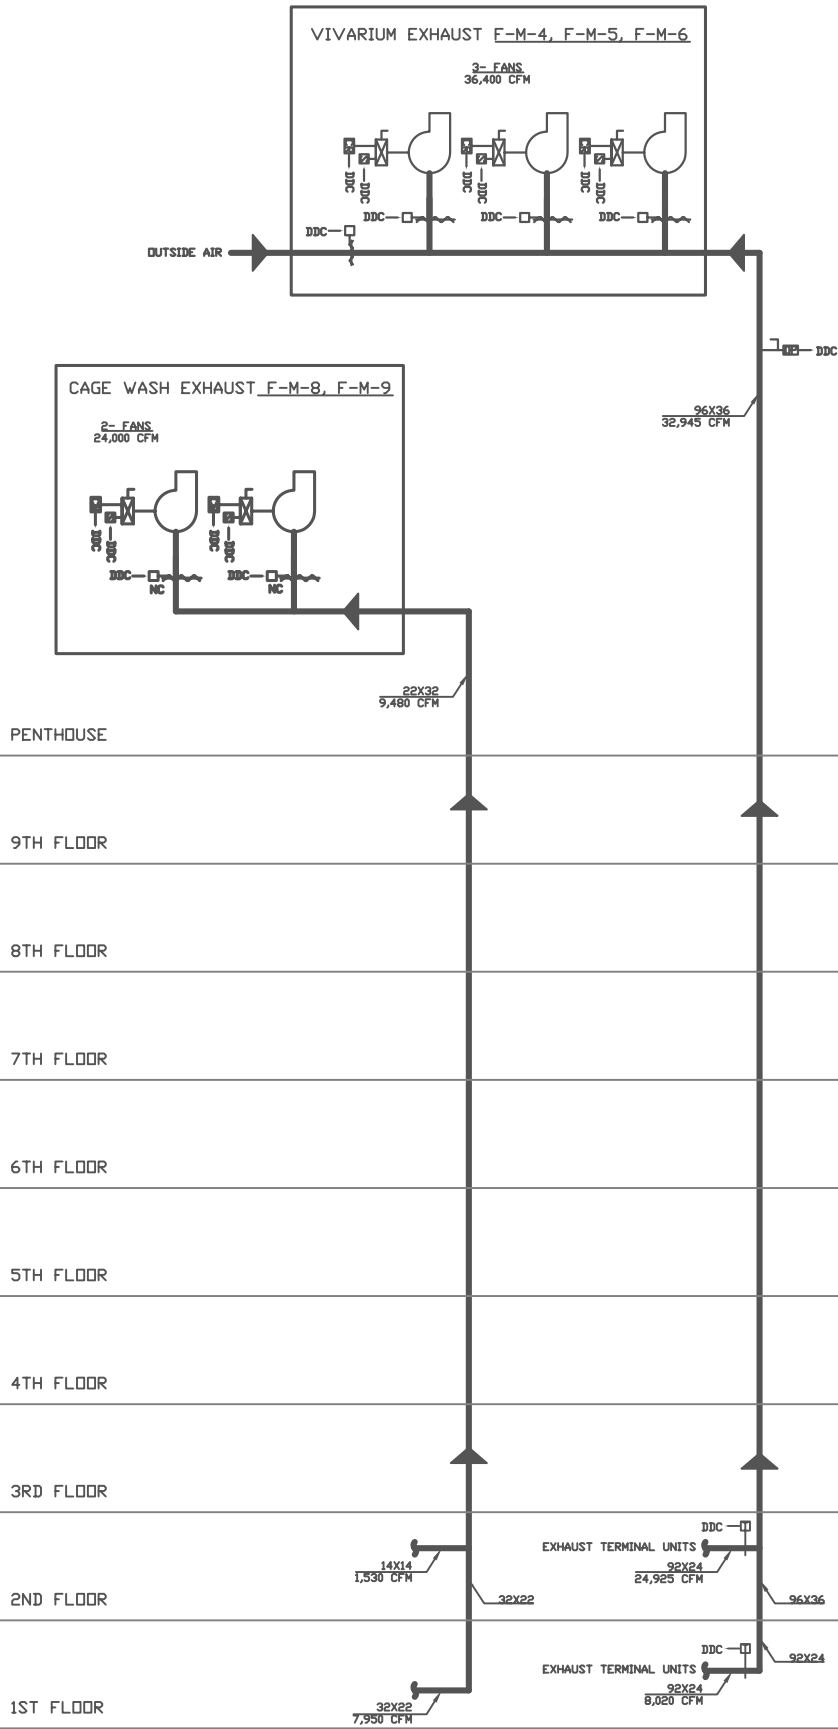 VIVARIUM EXHAUST F-M-4, F-M-5, F-M-6
3- FANS
36,400 CFM
DDC
DDC
DDC
DDC
DDC
DDC
DDC
DDC
DDC
DDC
OUTSIDE AIR
DDC
96X36
32,945 CFM
CAGE WASH EXHAUST F-M-8, F-M-9
2- FANS
24,000 CFM
DDC
DDC
DDC
DDC
DDC
NC
DDC
NC
22X32
9,480 CFM
PENTHOUSE
9TH FLOOR
8TH FLOOR
7TH FLOOR
6TH FLOOR
5TH FLOOR
4TH FLOOR
3RD FLOOR
DDC
EXHAUST TERMINAL UNITS
14X14
1,530 CFM
92X24
24,925 CFM
2ND FLOOR
32X22
96X36
DDC
92X24
EXHAUST TERMINAL UNITS
92X24
8,020 CFM
1ST FLOOR
32X22
7,950 CFM